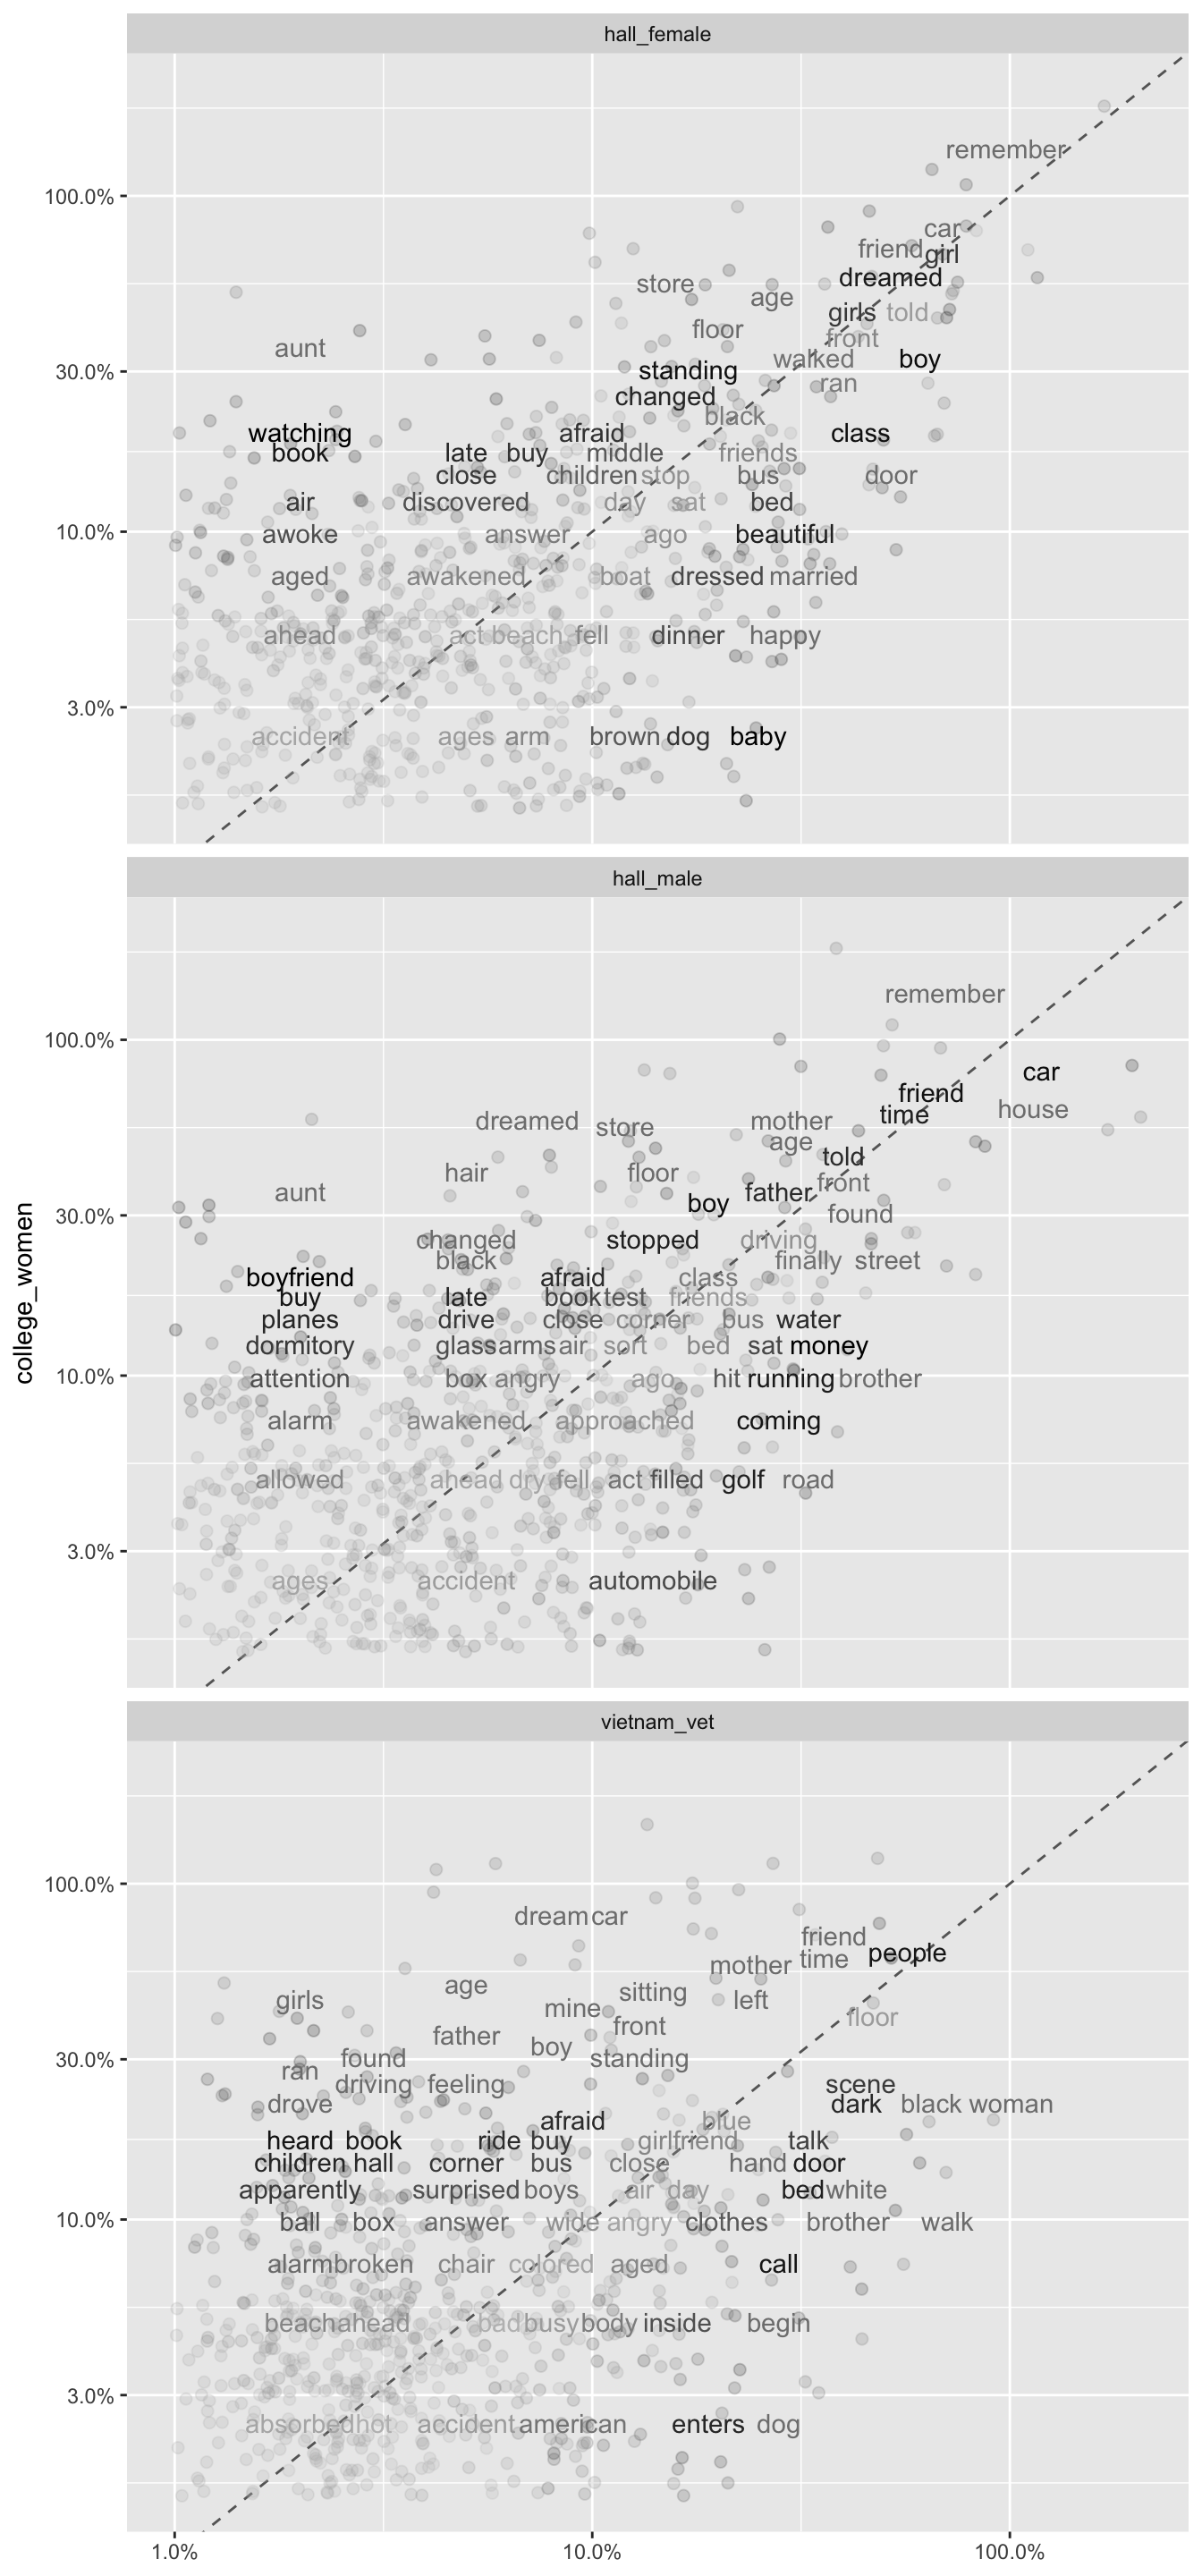 hall_female
remember
100.0%
car
friend girl
dreamed
store age
girls told
floor front
aunt walked boy
30.0%
standing
ran
changed
black
watching afraid class
book late buy middle friends
close children stop bus door
air discovered day sat bed
10.0%
awoke answer ago beautiful
aged awakened boat dressed married
ahead act beach fell dinner happy
3.0%
accident ages arm brown dog baby
hall_male
remember
100.0%
car
friend
time house
dreamed store mother
age
told
hair floor front
aunt boy father
30.0%
found
changed stopped driving
black finally street
boyfriend afraid class
buy late book test friends
planes drive close corner bus water
dormitory glass arms air sort bed sat money
10.0%
attention box angry ago hit running brother
alarm awakened approached coming
allowed ahead dry fell act filled golf road
3.0%
ages accident automobile
college_women
vietnam_vet
100.0%
dream car
friend
time people
mother
age sitting
girls mine left
floor
front
father boy
30.0%
found standing
ran
driving feeling scene
drove dark black woman
afraid blue
heard book ride buy girlfriend talk
children hall corner bus close hand door
apparently surprised boys air day bed white
10.0%
ball box answer wide angry clothes brother walk
alarm broken chair colored aged call
beach ahead bad busy body inside begin
3.0%
absorbed hot accident american enters dog
1.0% 10.0% 100.0%